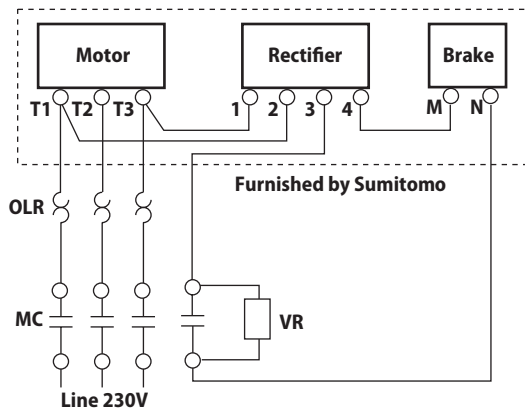 Motor Rectifier Brake
T1 T2 T3 1 2 3 4 M N
Furnished by Sumitomo
OLR
MC VR
Line 230V